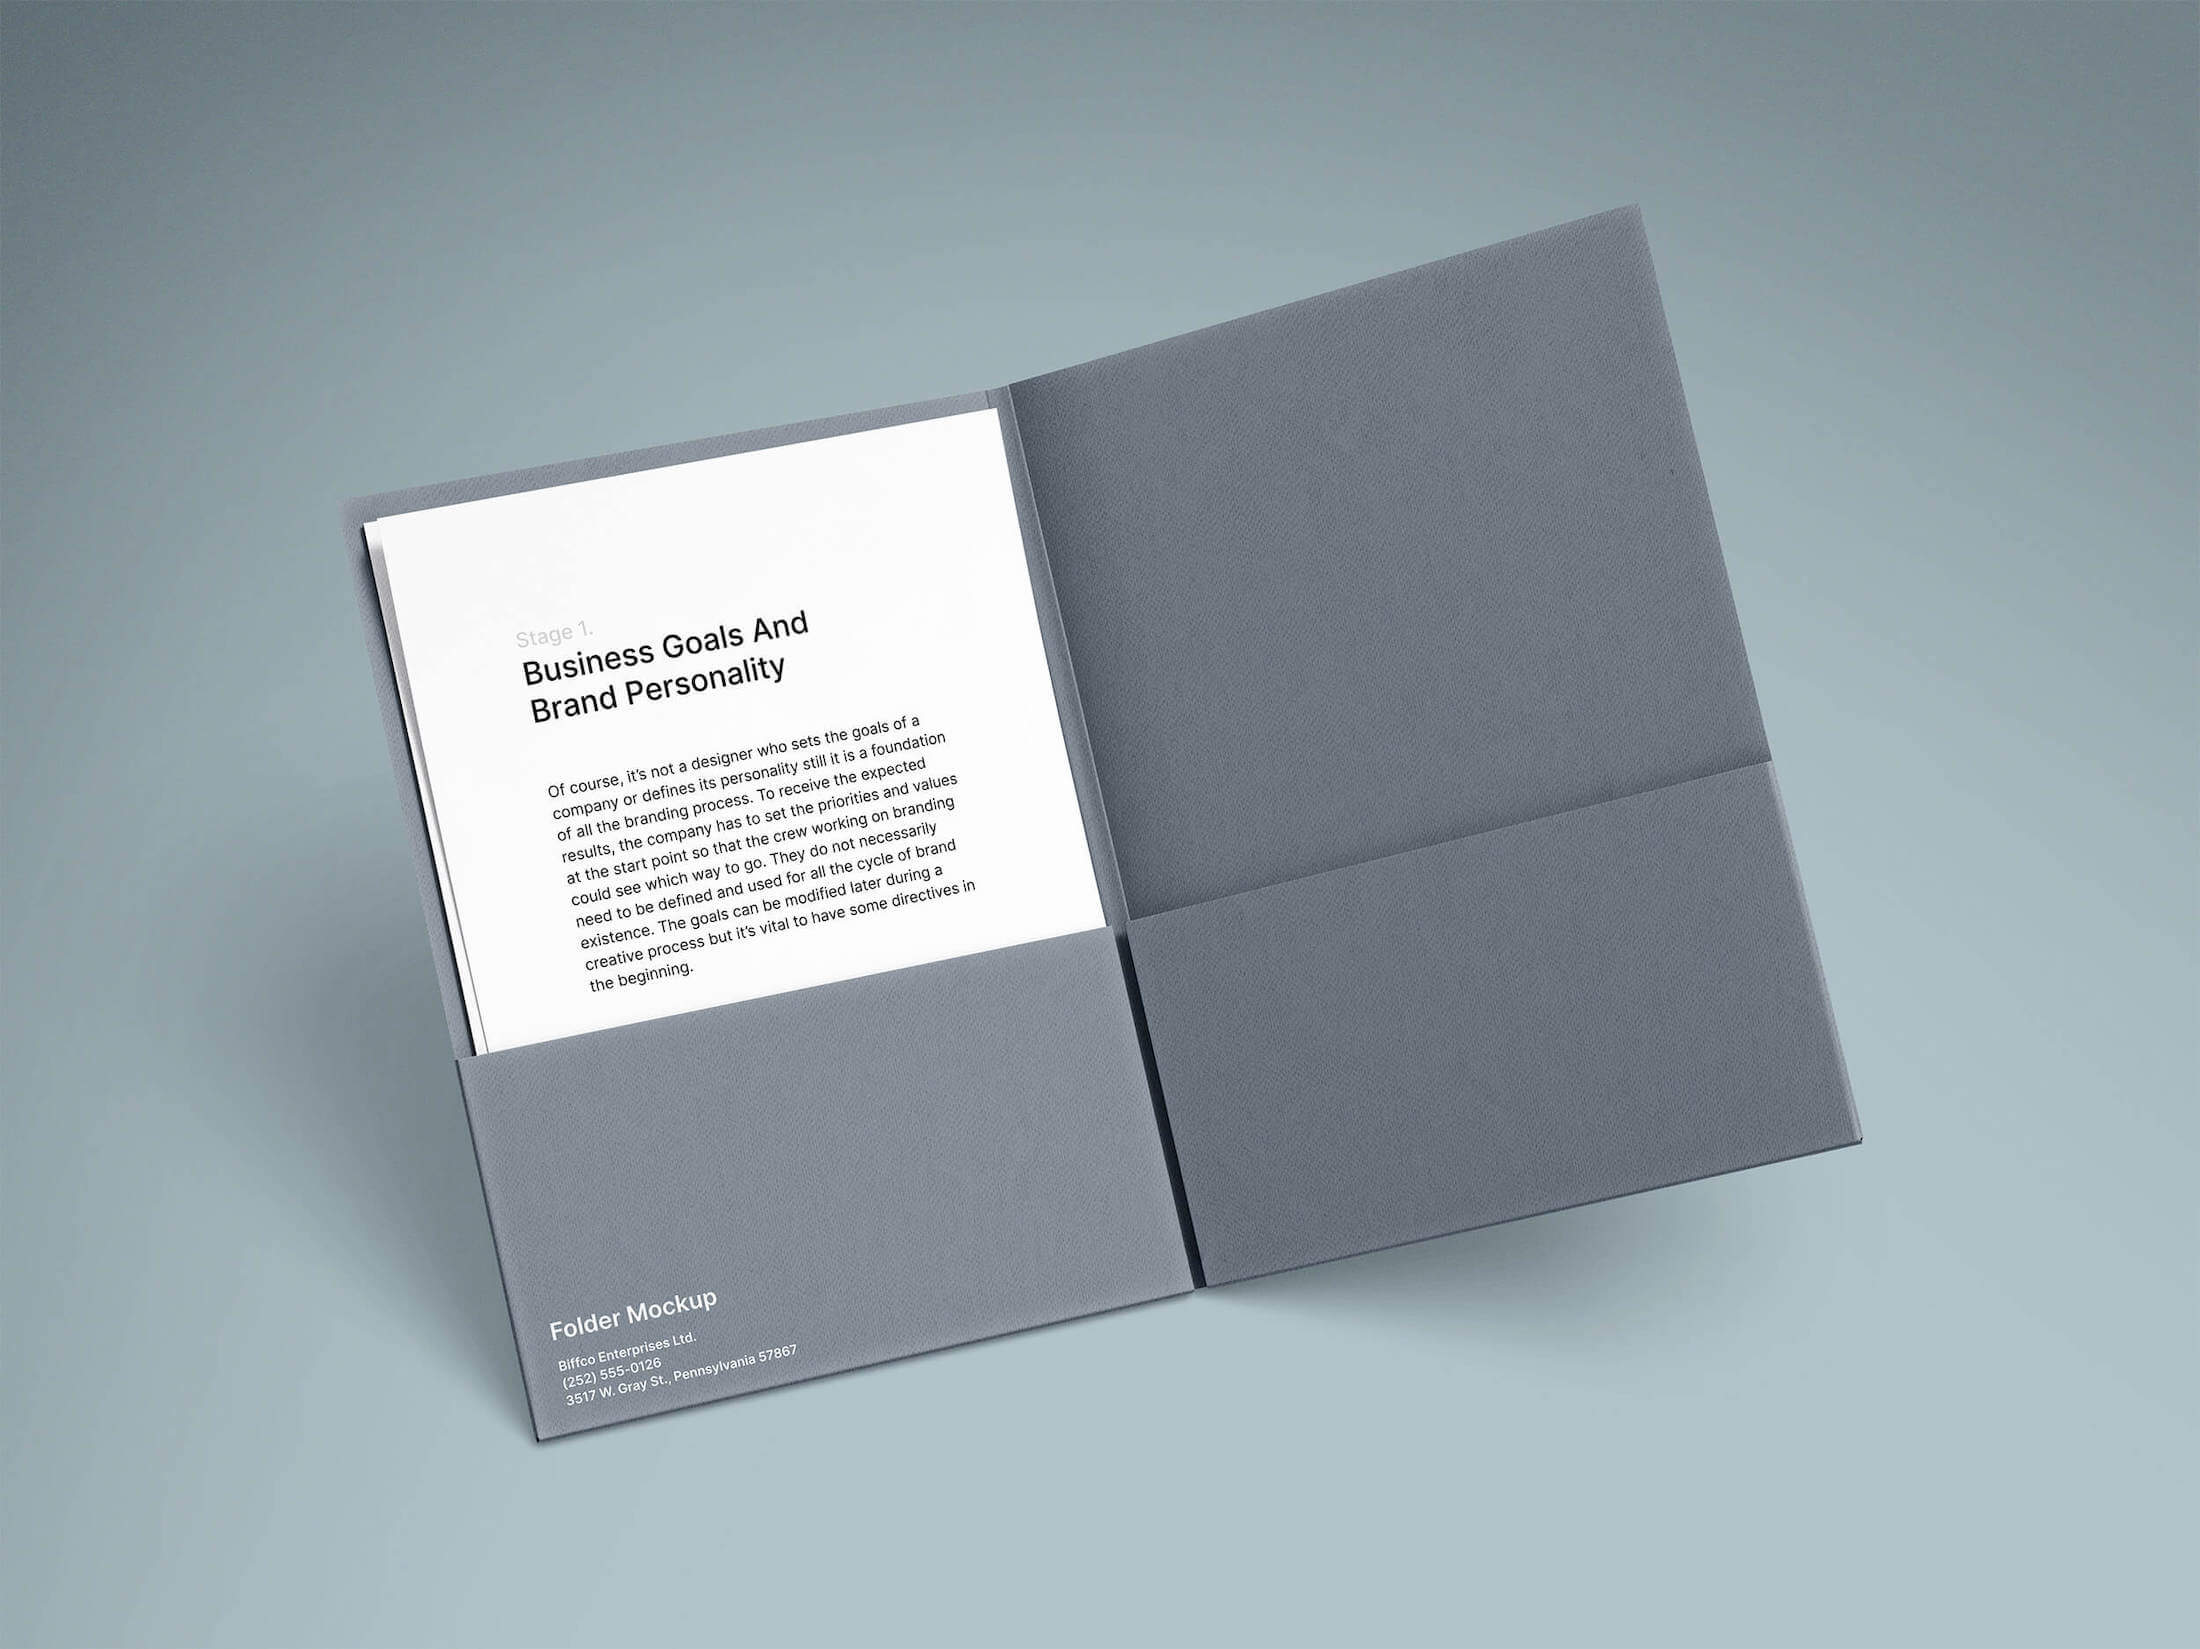 Stage 1.
Business Goals And
Brand Personality
Of course, it's not a designer who sets the goals of a
company or defines its personality still it is a foundation
of all the branding process. To receive the expected
results, the company has to set the priorities and values
at the start point so that the crew working on branding
could see which way to go. They do not necessarily
need to be defined and used for all the cycle of brand
existence. The goals can be modified later during a
creative process but it's vital to have some directives in
the beginning.
Folder Mockup
Biffco Enterprises Ltd.
(252) 555-0126
3517 W. Gray St., Pennsylvania 57867